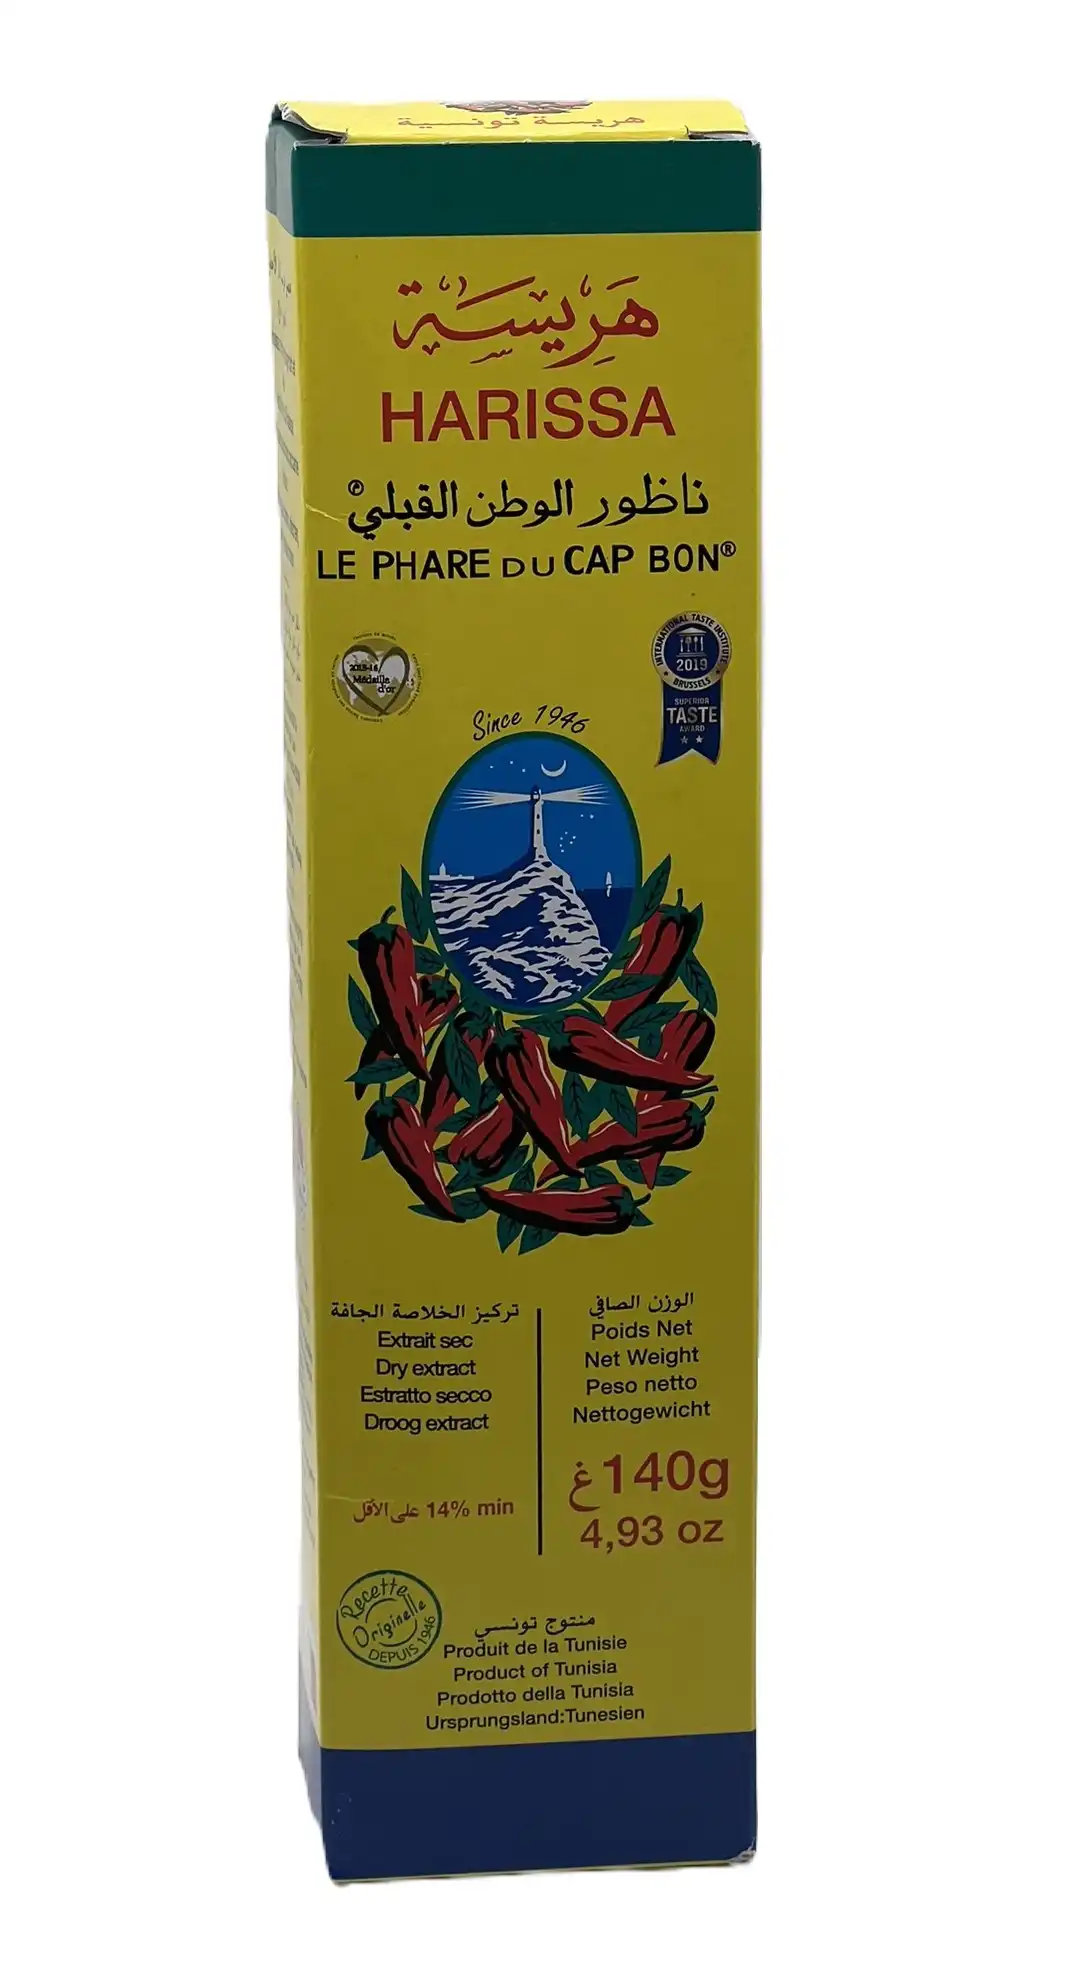 هريسة تونسية
هَرِيسَة
HARISSA
ناظور الوطن القبلي
LE PHARE DU CAP BON®
2015-16
Médaille
d'or
INTERNATIONAL TASTE INSTITUTE
2019
BRUSSELS
SUPERIOR
TASTE
AWARD
Since 1946
تركيز الخلاصة الجافة
Extrait sec
Dry extract
Estratto secco
Droog extract
14% min على الأقل
الوزن الصافي
Poids Net
Net Weight
Peso netto
Nettogewicht
140g غ
4,93 oz
Recette
Originelle
DEPUIS 1946
منتوج تونسي
Produit de la Tunisie
Product of Tunisia
Prodotto della Tunisia
Ursprungsland:Tunesien